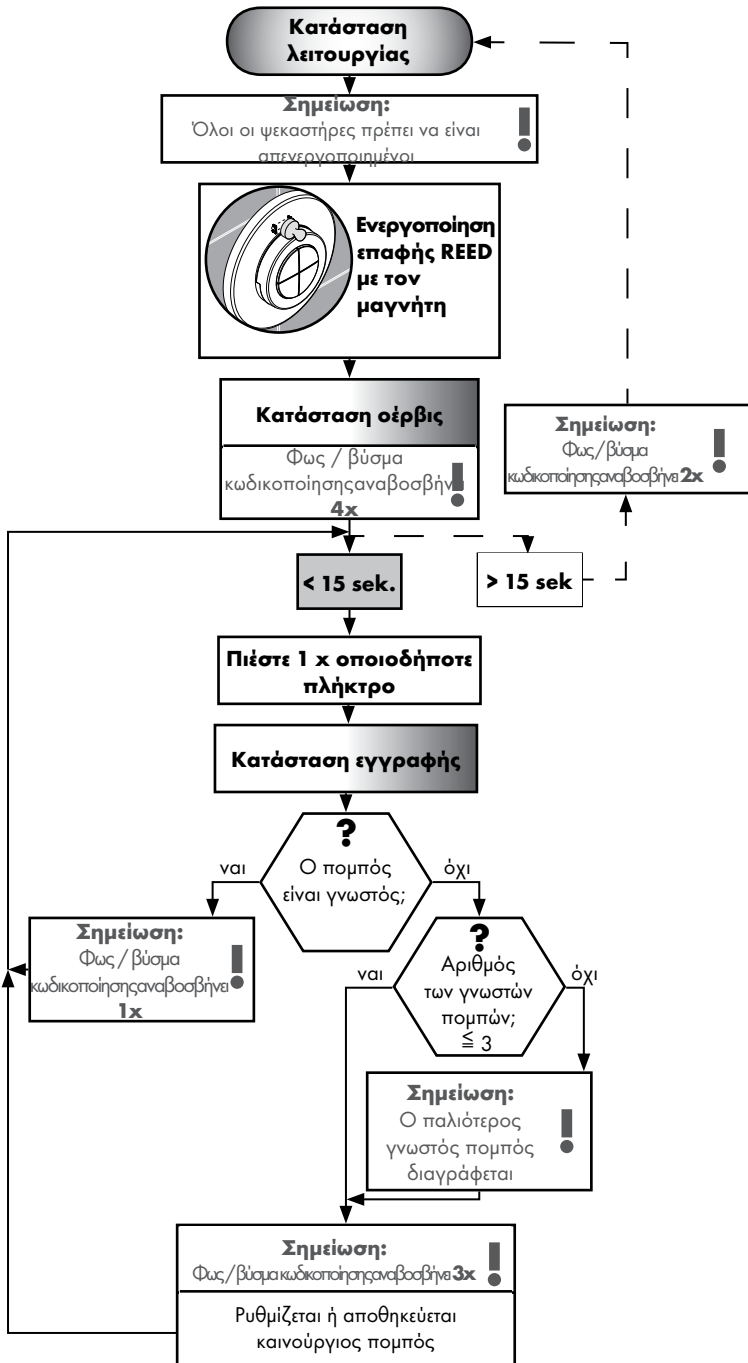 Κατάσταση
λειτουργίας
Σημείωση:
Όλοι οι ψεκαστήρες πρέπει να είναι
απενεργοποιημένοι
!
Ενεργοποίηση
επαφής REED
με τον
μαγνήτη
Κατάσταση σέρβις
Φως / βύσμα
κωδικοποίησηςαναβοσβήνει
4x
!
Σημείωση:
Φως / βύσμα
κωδικοποίησηςαναβοσβήνει 2x
!
< 15 sek.
> 15 sek
Πιέστε 1 x οποιοδήποτε
πλήκτρο
Κατάσταση εγγραφής
?
Ο πομπός
είναι γνωστός;
ναι
όχι
Σημείωση:
Φως / βύσμα
κωδικοποίησηςαναβοσβήνει
1x
!
?
Αριθμός
των γνωστών
πομπών;
≦ 3
ναι
όχι
Σημείωση:
Ο παλιότερος
γνωστός πομπός
διαγράφεται
!
Σημείωση:
Φως / βύσμα κωδικοποίησηςαναβοσβήνει 3x
!
Ρυθμίζεται ή αποθηκεύεται
καινούργιος πομπός